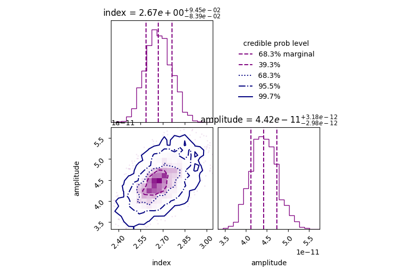 index = 2.67e+00+9.45e-02
-8.39e-02
credible prob level
68.3% marginal
39.3%
68.3%
95.5%
99.7%
1e-11
amplitude = 4.42e-11+3.18e-12
-2.98e-12
5.5
5.0
4.5
4.0
3.5
amplitude
2.40
2.55
2.70
2.85
3.00
index
3.5
4.5
5.0
5.5
1e-11
amplitude